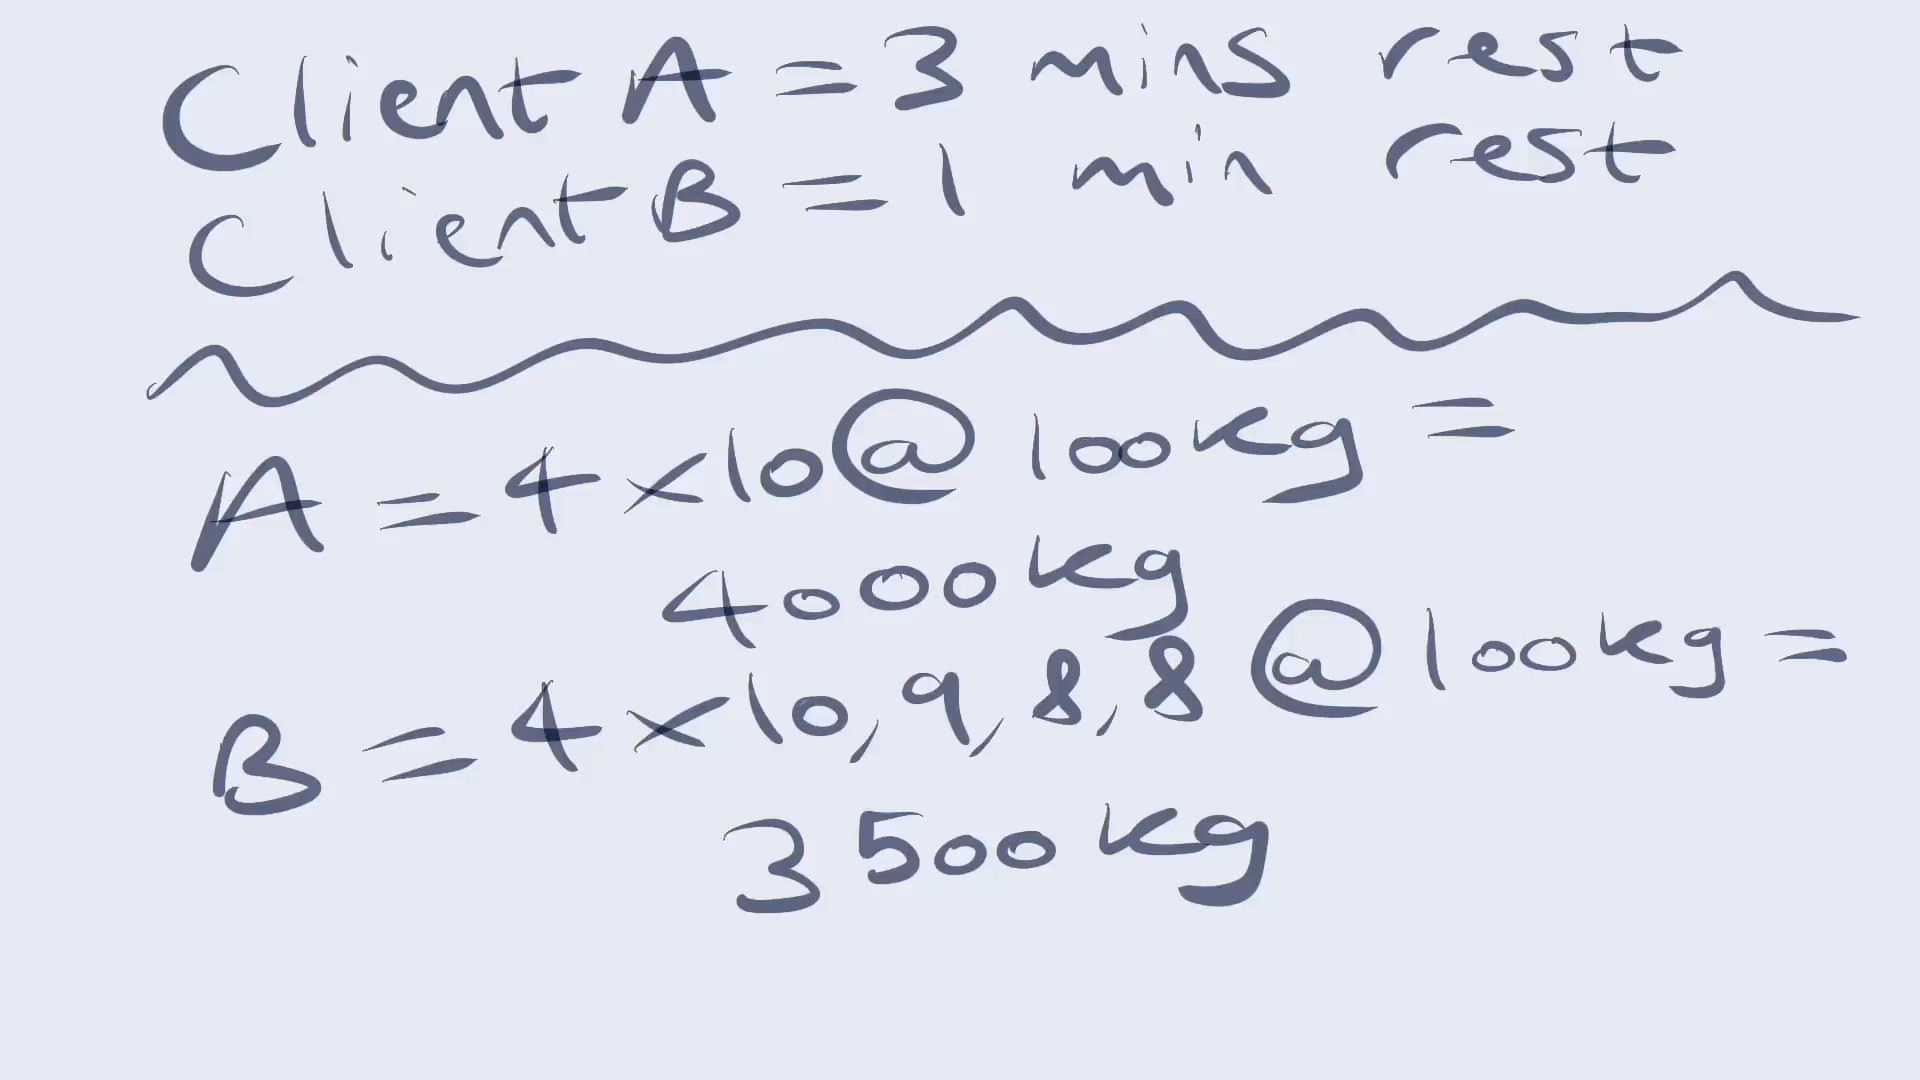 Client A = 3 mins rest
Client B = 1 min rest
A = 4 x 10 @ 100kg =
4000kg
B = 4 x 10, 9, 8, 8 @ 100kg =
3500kg